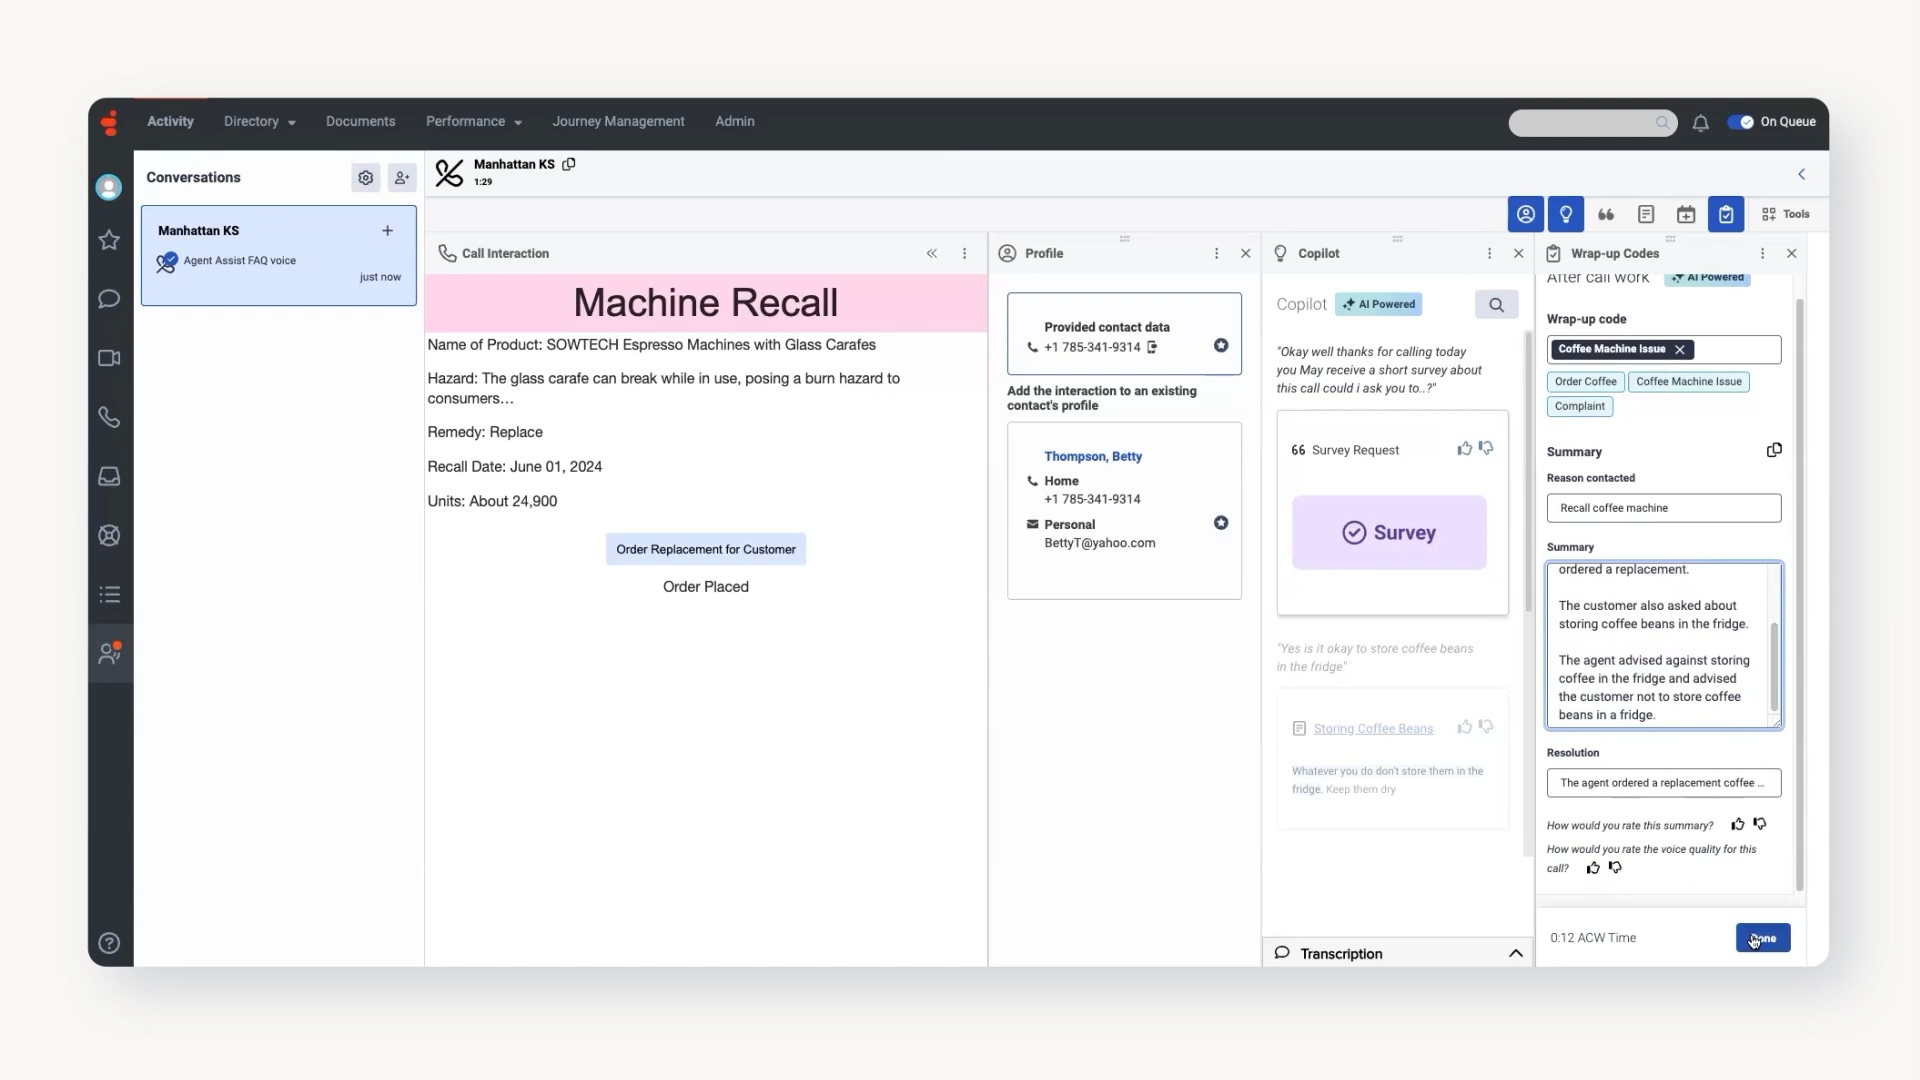 Activity
Directory
Documents
Performance
Journey Management
Admin
On Queue
Conversations
Manhattan KS
1:29
Manhattan KS
Agent Assist FAQ voice
just now
Tools
Call Interaction
Machine Recall
Name of Product: SOWTECH Espresso Machines with Glass Carafes
Hazard: The glass carafe can break while in use, posing a burn hazard to
consumers…
Remedy: Replace
Recall Date: June 01, 2024
Units: About 24,900
Order Replacement for Customer
Order Placed
Profile
Provided contact data
+1 785-341-9314
Add the interaction to an existing
contact's profile
Thompson, Betty
Home
+1 785-341-9314
Personal
BettyT@yahoo.com
Copilot
Copilot
AI Powered
"Okay well thanks for calling today
you May receive a short survey about
this call could i ask you to..?"
Survey Request
Survey
"Yes is it okay to store coffee beans
in the fridge"
Storing Coffee Beans
Whatever you do don't store them in the
fridge. Keep them dry
Transcription
Wrap-up Codes
After call work
AI Powered
Wrap-up code
Coffee Machine Issue
Order Coffee
Coffee Machine Issue
Complaint
Summary
Reason contacted
Recall coffee machine
Summary
ordered a replacement.
The customer also asked about
storing coffee beans in the fridge.
The agent advised against storing
coffee in the fridge and advised
the customer not to store coffee
beans in a fridge.
Resolution
The agent ordered a replacement coffee ...
How would you rate this summary?
How would you rate the voice quality for this
call?
0:12 ACW Time